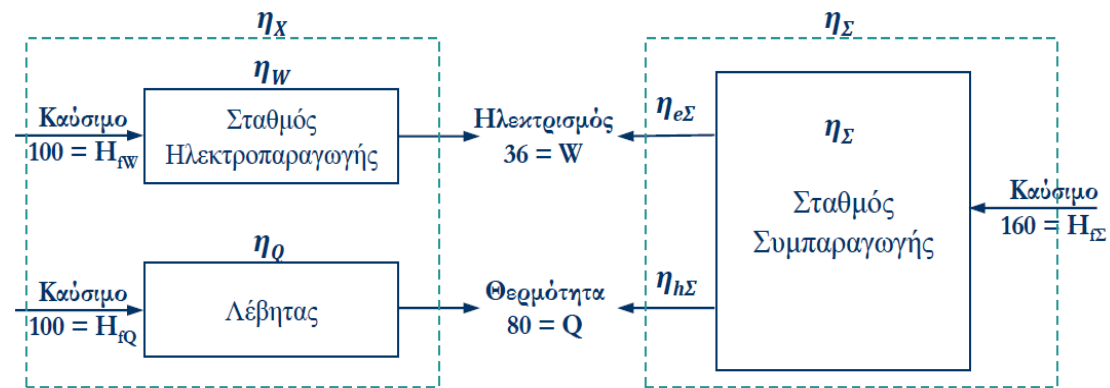 η_X
η_W
Καύσιμο
100 = H_fW
Σταθμός
Ηλεκτροπαραγωγής
Ηλεκτρισμός
36 = W
η_Q
Καύσιμο
100 = H_fQ
Λέβητας
Θερμότητα
80 = Q
η_Σ
η_eΣ
η_hΣ
η_Σ
Σταθμός
Συμπαραγωγής
Καύσιμο
160 = H_fΣ